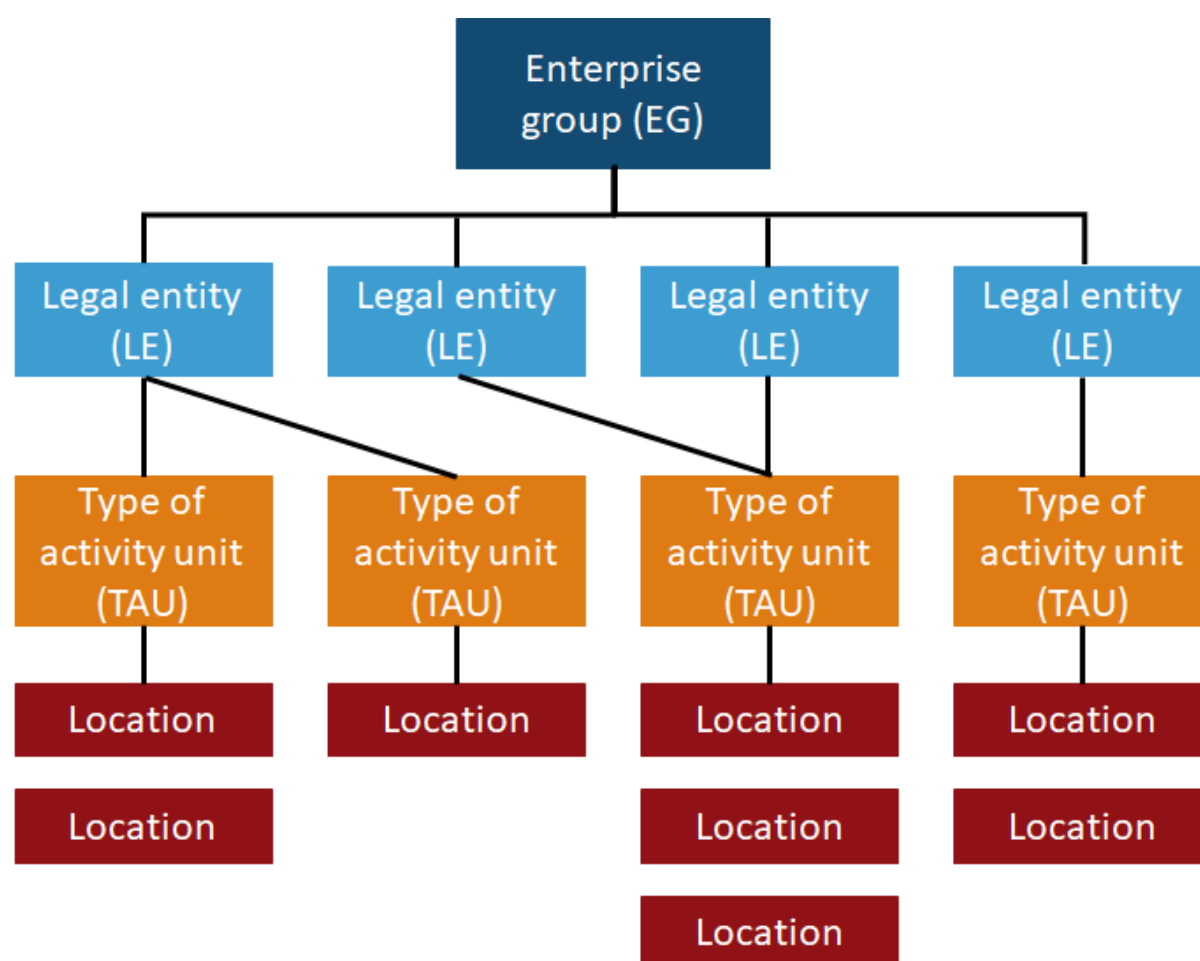 Enterprise
group (EG)
Legal entity
(LE)
Legal entity
(LE)
Legal entity
(LE)
Legal entity
(LE)
Type of
activity unit
(TAU)
Type of
activity unit
(TAU)
Type of
activity unit
(TAU)
Type of
activity unit
(TAU)
Location
Location
Location
Location
Location
Location
Location
Location